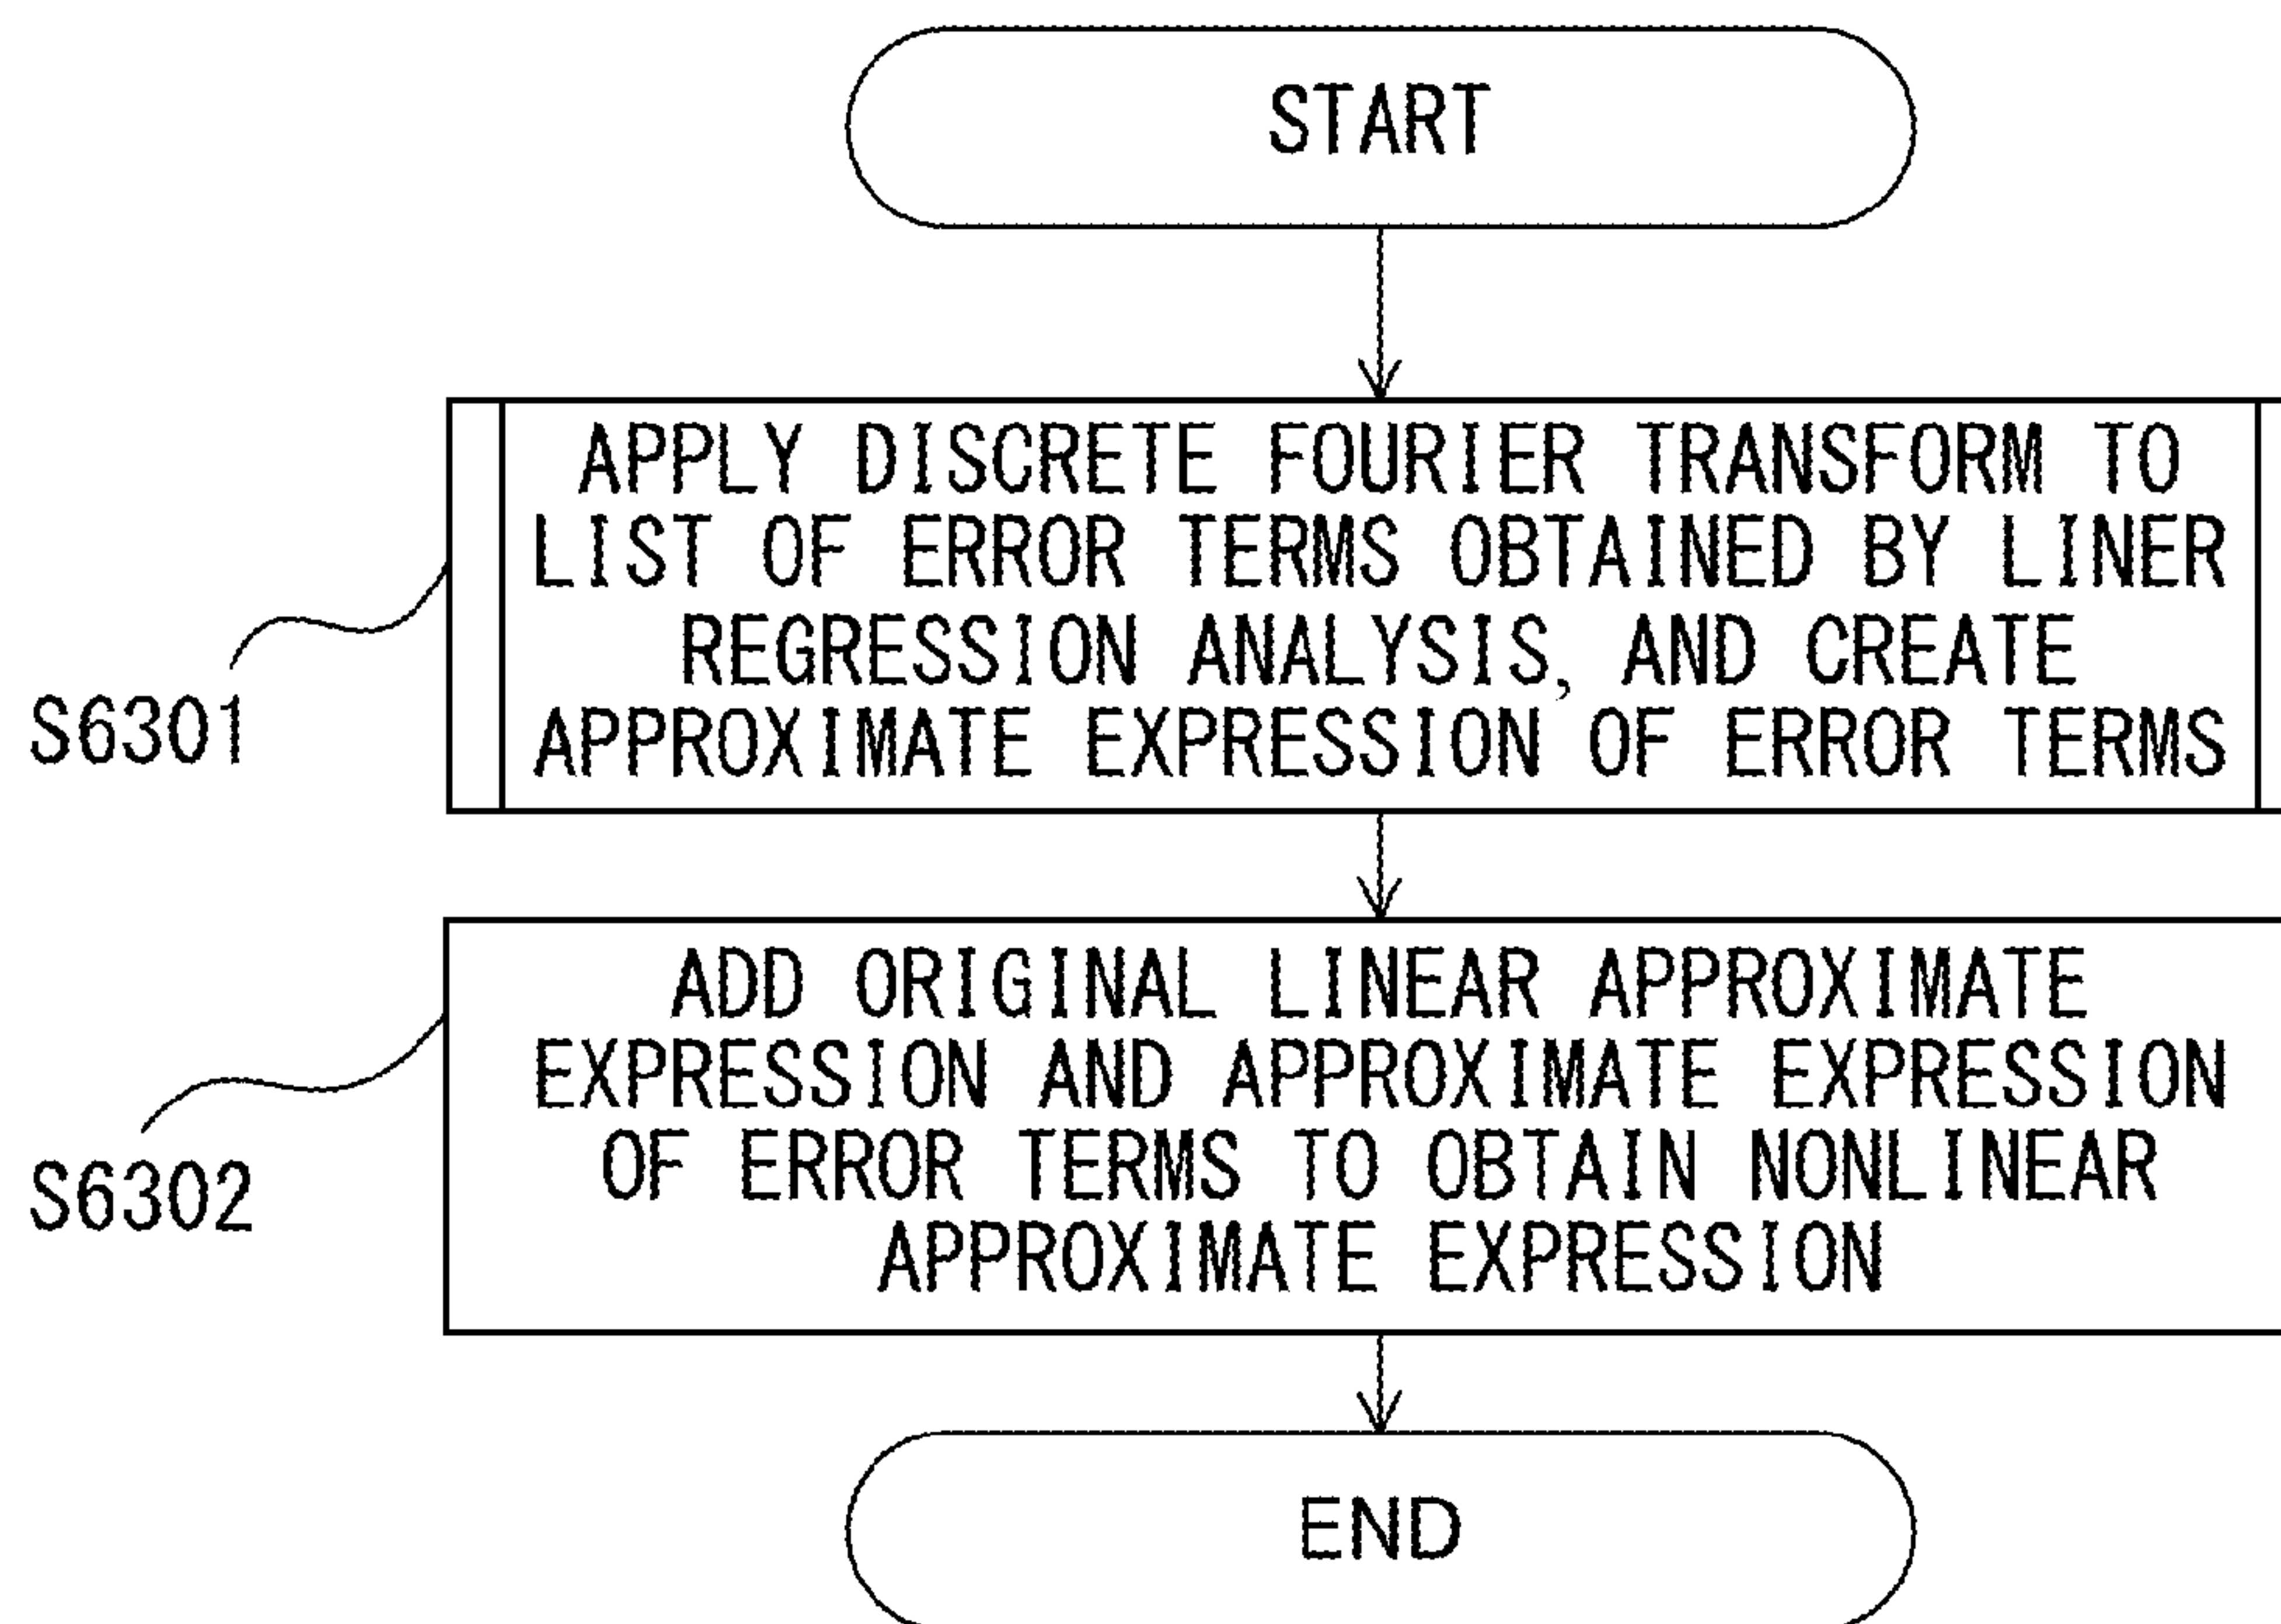 START
APPLY DISCRETE FOURIER TRANSFORM TO
LIST OF ERROR TERMS OBTAINED BY LINER
REGRESSION ANALYSIS, AND CREATE
APPROXIMATE EXPRESSION OF ERROR TERMS
S6301
ADD ORIGINAL LINEAR APPROXIMATE
EXPRESSION AND APPROXIMATE EXPRESSION
OF ERROR TERMS TO OBTAIN NONLINEAR
APPROXIMATE EXPRESSION
S6302
END